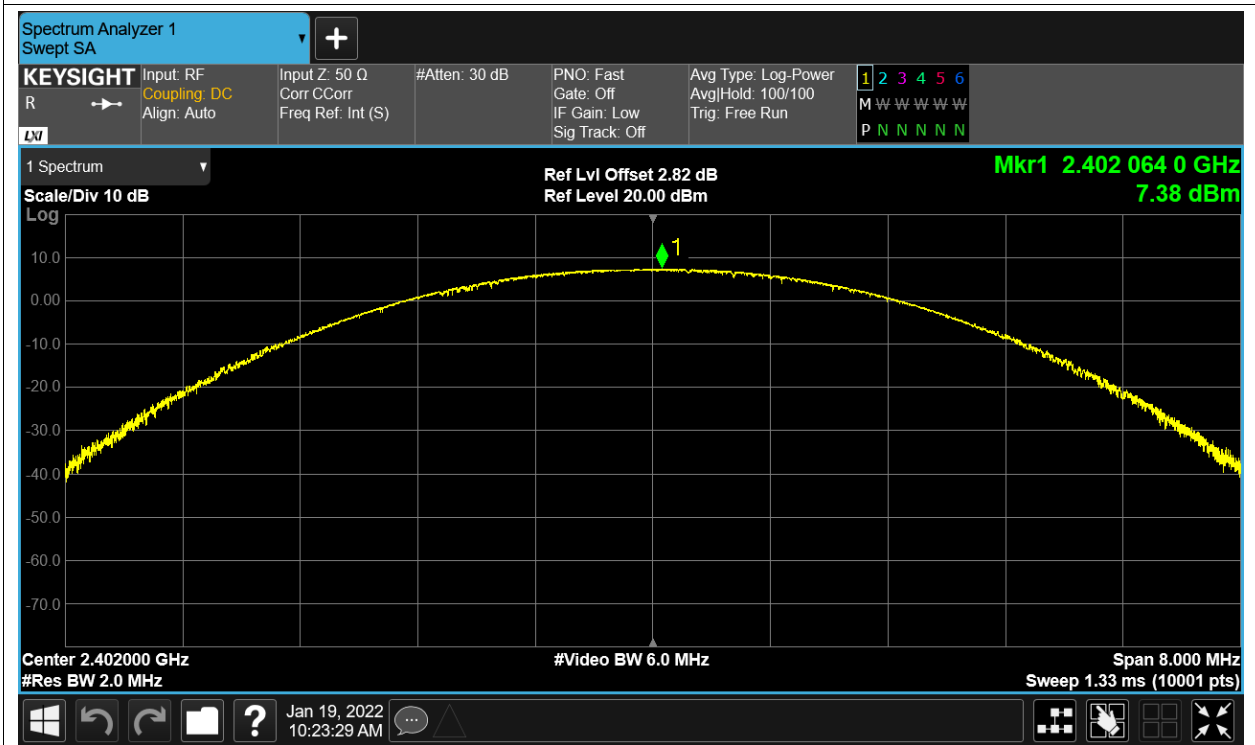 Spectrum Analyzer 1
Swept SA
+
KEYSIGHT
R
LXI
Input: RF
Coupling: DC
Align: Auto
Input Z: 50 Ω
Corr CCorr
Freq Ref: Int (S)
#Atten: 30 dB
PNO: Fast
Gate: Off
IF Gain: Low
Sig Track: Off
Avg Type: Log-Power
Avg|Hold: 100/100
Trig: Free Run
1 2 3 4 5 6
M W W W W W
P N N N N N
1 Spectrum
Scale/Div 10 dB
Ref Lvl Offset 2.82 dB
Ref Level 20.00 dBm
Mkr1 2.402 064 0 GHz
7.38 dBm
Log
1
10.0
0.00
-10.0
-20.0
-30.0
-40.0
-50.0
-60.0
-70.0
Center 2.402000 GHz
#Res BW 2.0 MHz
#Video BW 6.0 MHz
Span 8.000 MHz
Sweep 1.33 ms (10001 pts)
?
Jan 19, 2022
10:23:29 AM